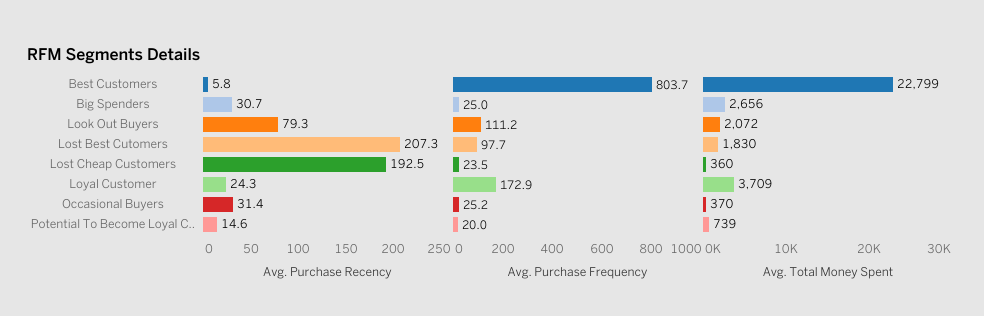 RFM Segments Details
Best Customers 5.8 803.7 22,799
Big Spenders 30.7 25.0 2,656
Look Out Buyers 79.3 111.2 2,072
Lost Best Cutomers 207.3 97.7 1,830
Lost Cheap Customers 192.5 23.5 360
Loyal Customer 24.3 172.9 3,709
Occasional Buyers 31.4 25.2 370
Potential To Become Loyal C.. 14.6 20.0 739
0 50 100 150 200 250 0 200 400 600 800 1000 0K 10K 20K 30K
Avg. Purchase Recency Avg. Purchase Frequency Avg. Total Money Spent